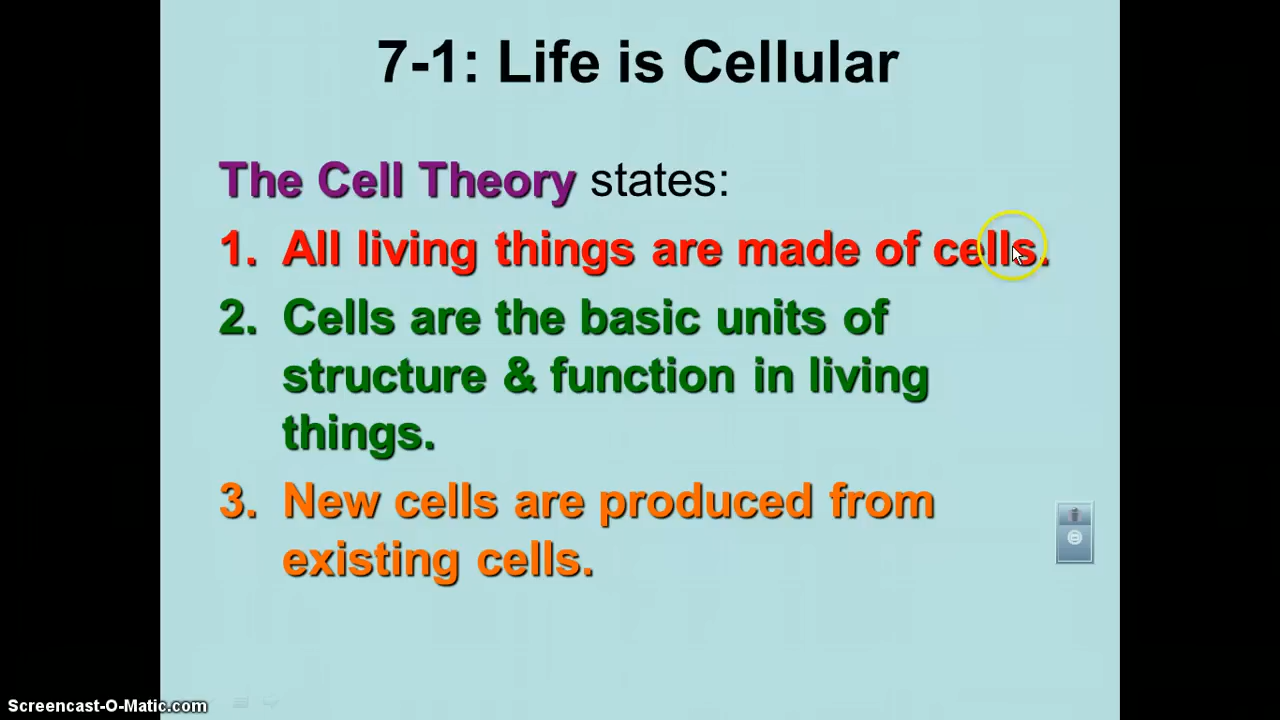 7-1: Life is Cellular
The Cell Theory states:
1. All living things are made of cells.
2. Cells are the basic units of
structure & function in living
things.
3. New cells are produced from
existing cells.
Screencast-O-Matic.com